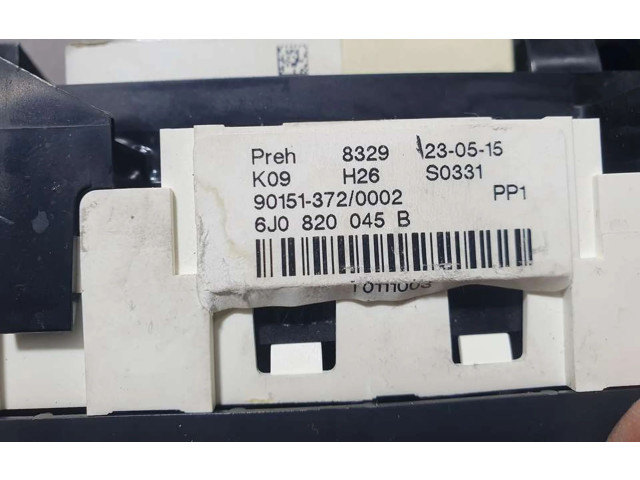 Preh 8329 23-05-15
K09 H26 S0331
90151-372/0002 PP1
6J0 820 045 B